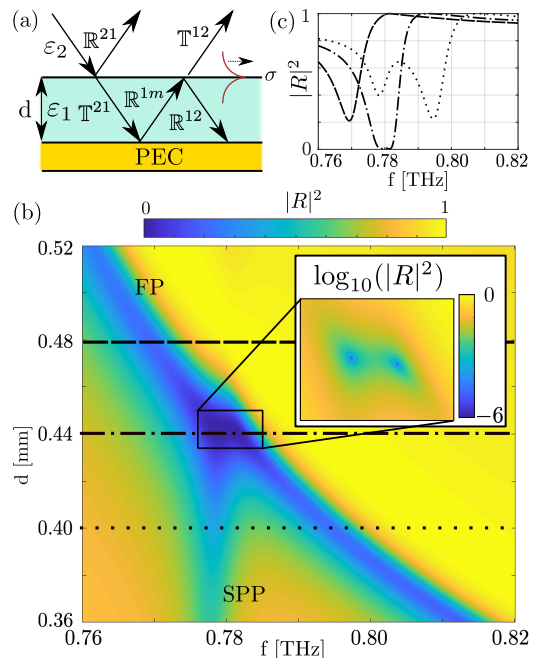 (a)
ε₂
ℝ²¹
𝕋¹²
σ
d
ε₁
𝕋²¹
ℝ¹ᵐ
ℝ¹²
PEC
(c)
|R|²
1
0
0.76 0.78 0.80 0.82
f [THz]
(b)
0 |R|² 1
d [mm]
0.52
0.48
0.44
0.40
0.36
FP
SPP
log₁₀(|R|²)
0
−6
0.76 0.78 0.80 0.82
f [THz]